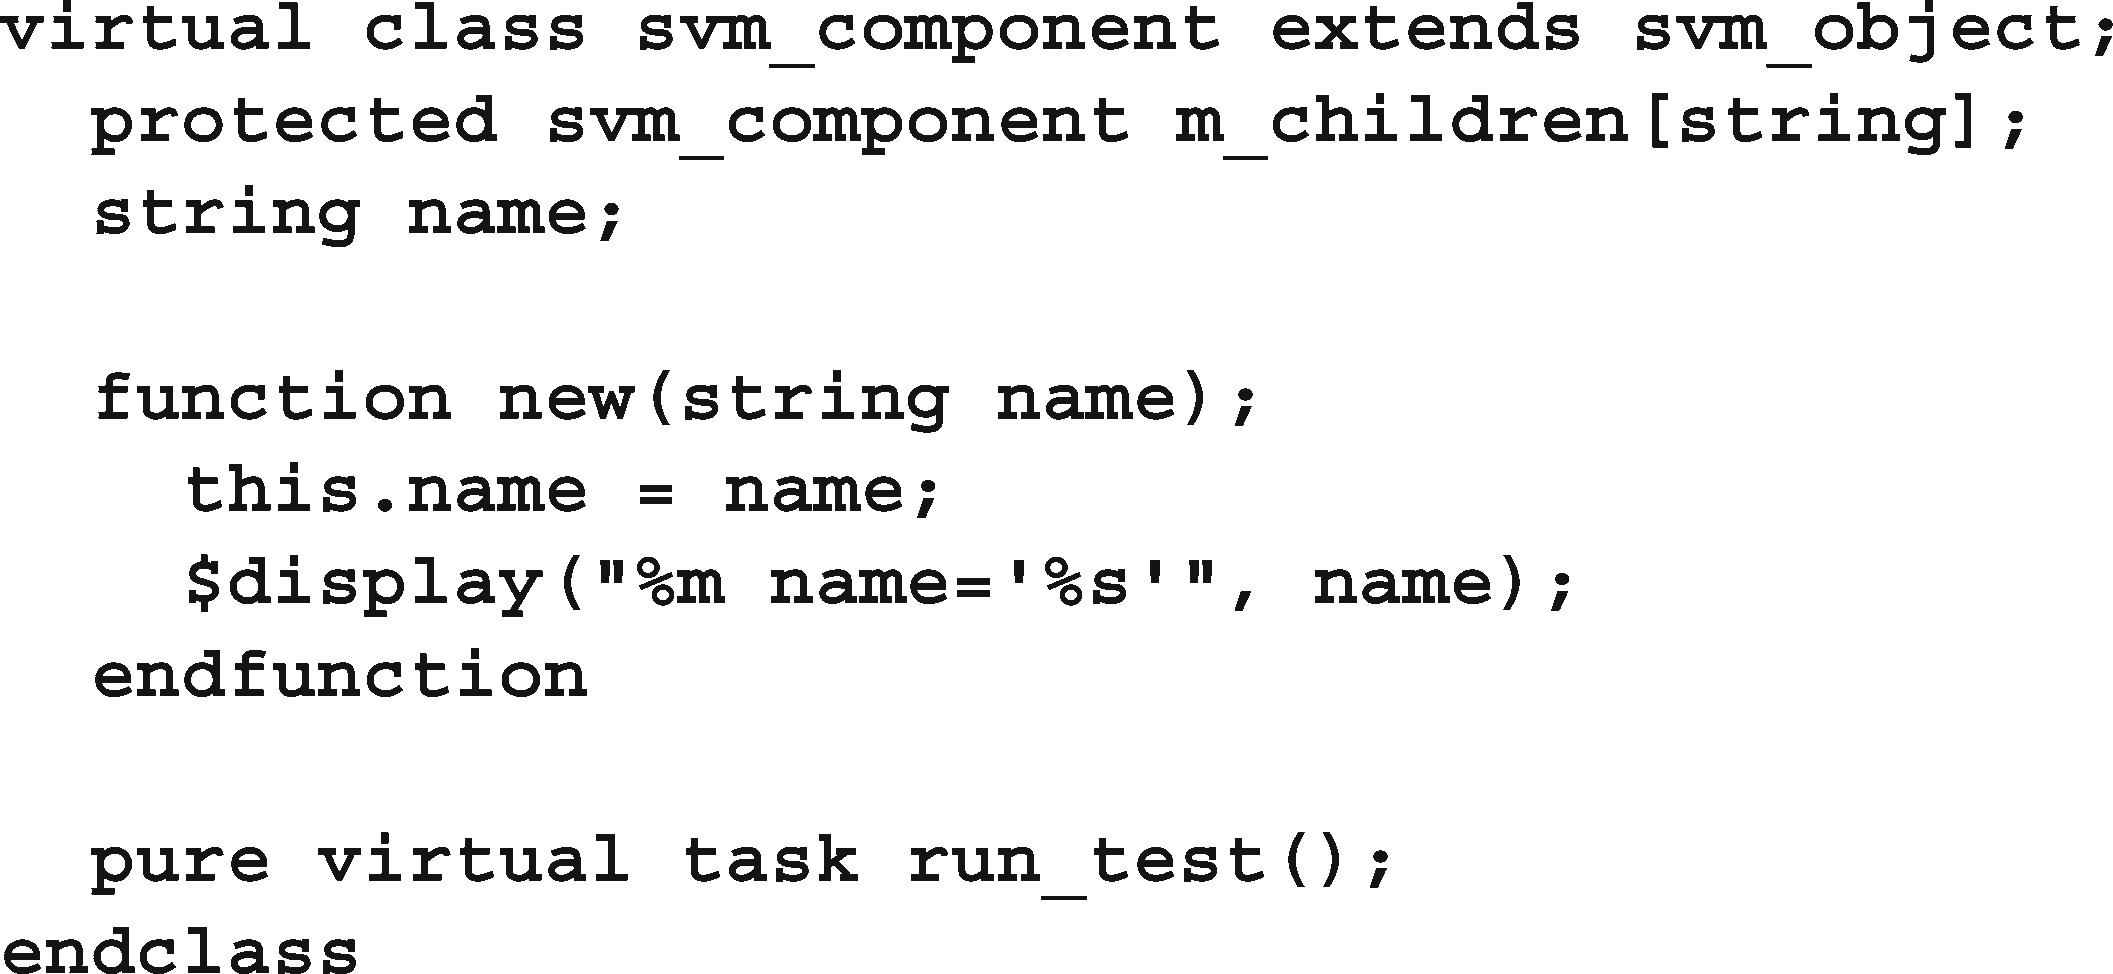 virtual class svm_component extends svm_object;
  protected svm_component m_children[string];
  string name;

  function new(string name);
    this.name = name;
    $display("%m name='%s'", name);
  endfunction

  pure virtual task run_test();
endclass